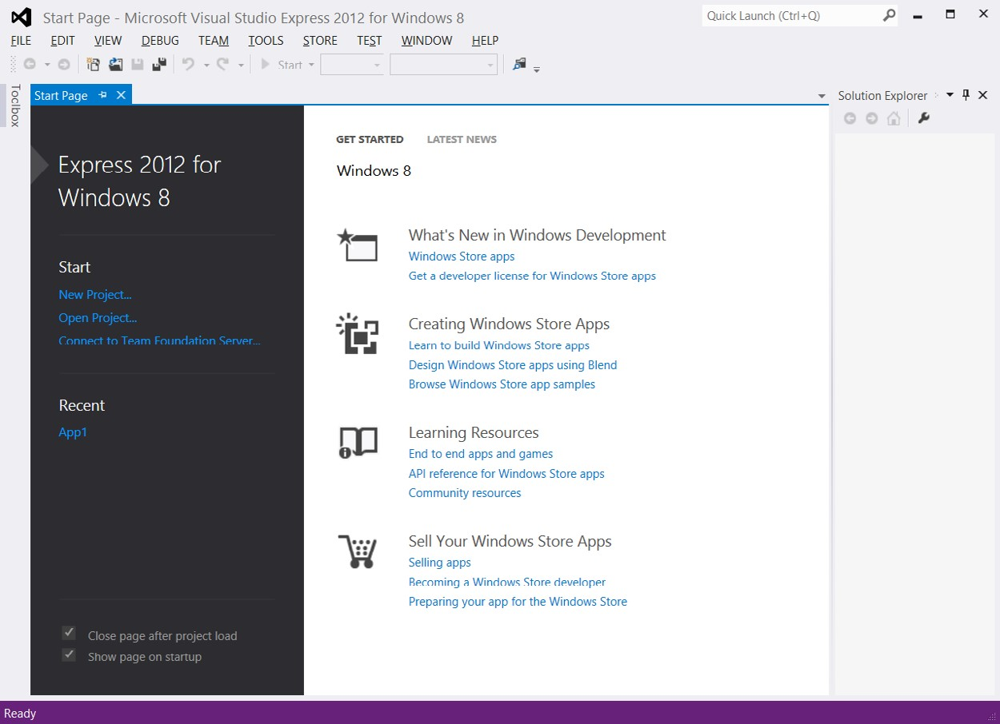 Start Page - Microsoft Visual Studio Express 2012 for Windows 8
Quick Launch (Ctrl+Q)
FILE EDIT VIEW DEBUG TEAM TOOLS STORE TEST WINDOW HELP
Start
Toolbox
Start Page
Solution Explorer
Express 2012 for
Windows 8
Start
New Project...
Open Project...
Connect to Team Foundation Server...
Recent
App1
Close page after project load
Show page on startup
GET STARTED LATEST NEWS
Windows 8
What's New in Windows Development
Windows Store apps
Get a developer license for Windows Store apps
Creating Windows Store Apps
Learn to build Windows Store apps
Design Windows Store apps using Blend
Browse Windows Store app samples
Learning Resources
End to end apps and games
API reference for Windows Store apps
Community resources
Sell Your Windows Store Apps
Selling apps
Becoming a Windows Store developer
Preparing your app for the Windows Store
Ready